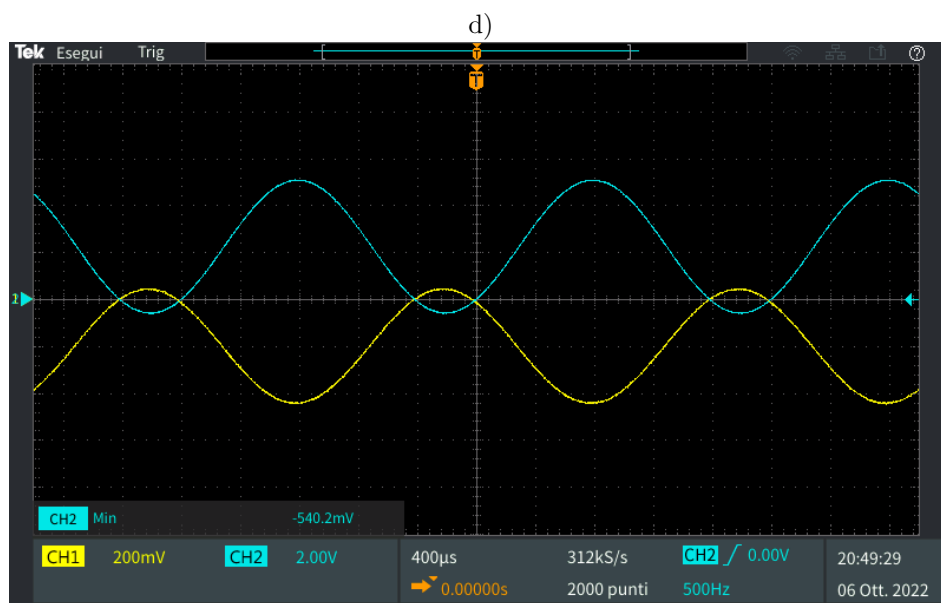 d)
Tek Esegui Trig
T
T
CH2 Min -540.2mV
CH1 200mV CH2 2.00V 400µs 312kS/s CH2 0.00V 20:49:29
0.00000s 2000 punti 500Hz 06 Ott. 2022